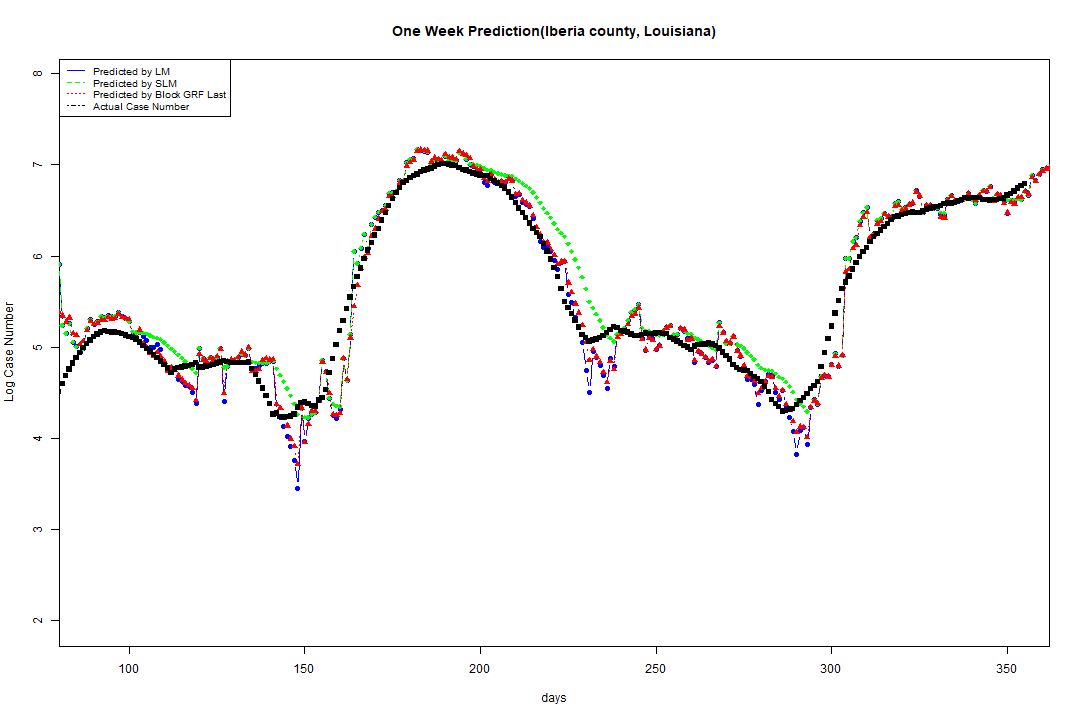 One Week Prediction(Iberia county, Louisiana)
Predicted by LM
Predicted by SLM
Predicted by Block GRF Last
Actual Case Number
8
7
6
5
4
3
2
Log Case Number
100 150 200 250 300 350
days